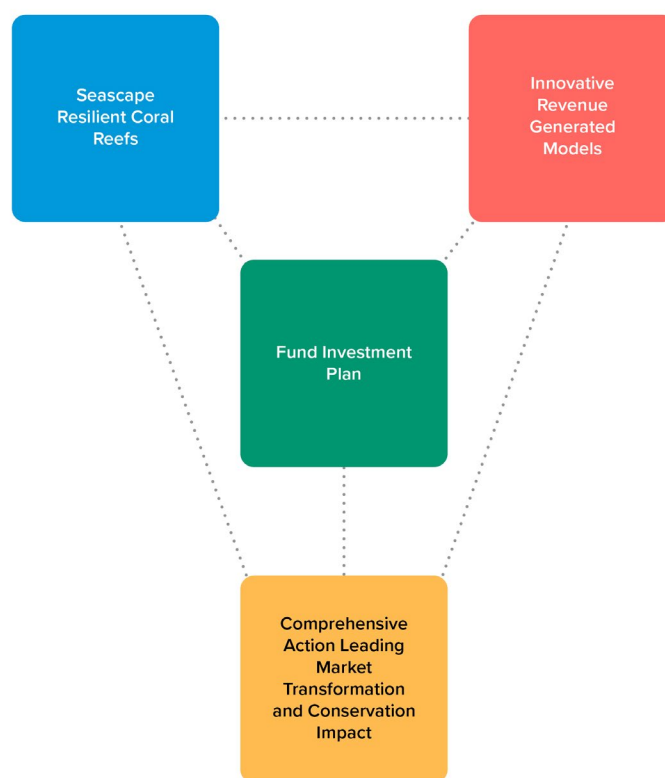 Seascape
Resilient Coral
Reefs
Innovative
Revenue
Generated
Models
Fund Investment
Plan
Comprehensive
Action Leading
Market
Transformation
and Conservation
Impact